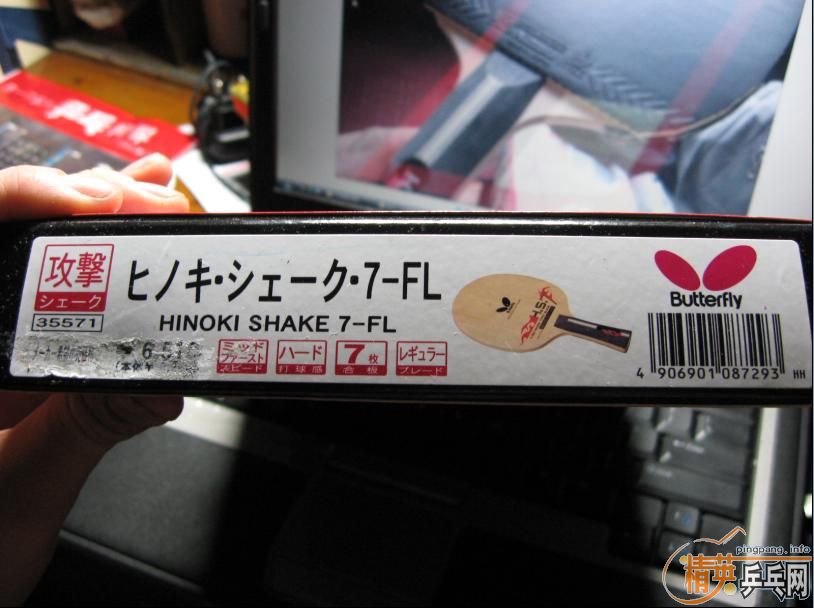 攻撃
シェーク
35571
ヒノキ・シェーク・7-FL
HINOKI SHAKE 7-FL
ミッド
ファースト
スピード
ハード
打球感
7枚
合板
レギュラー
ブレード
Butterfly
4 906901 087293 HH
pingpang.info
精英乒乓网